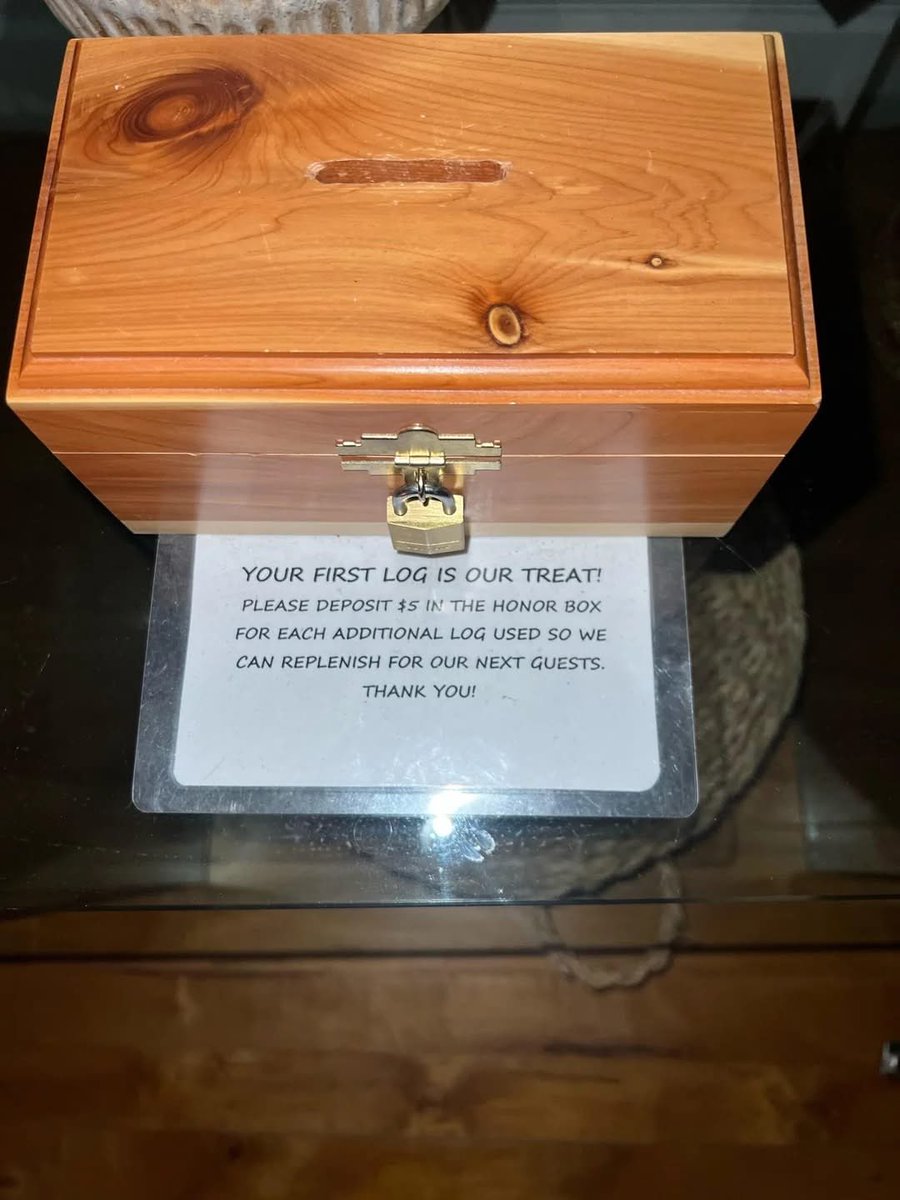 YOUR FIRST LOG IS OUR TREAT!
PLEASE DEPOSIT $5 IN THE HONOR BOX
FOR EACH ADDITIONAL LOG USED SO WE
CAN REPLENISH FOR OUR NEXT GUESTS.
THANK YOU!